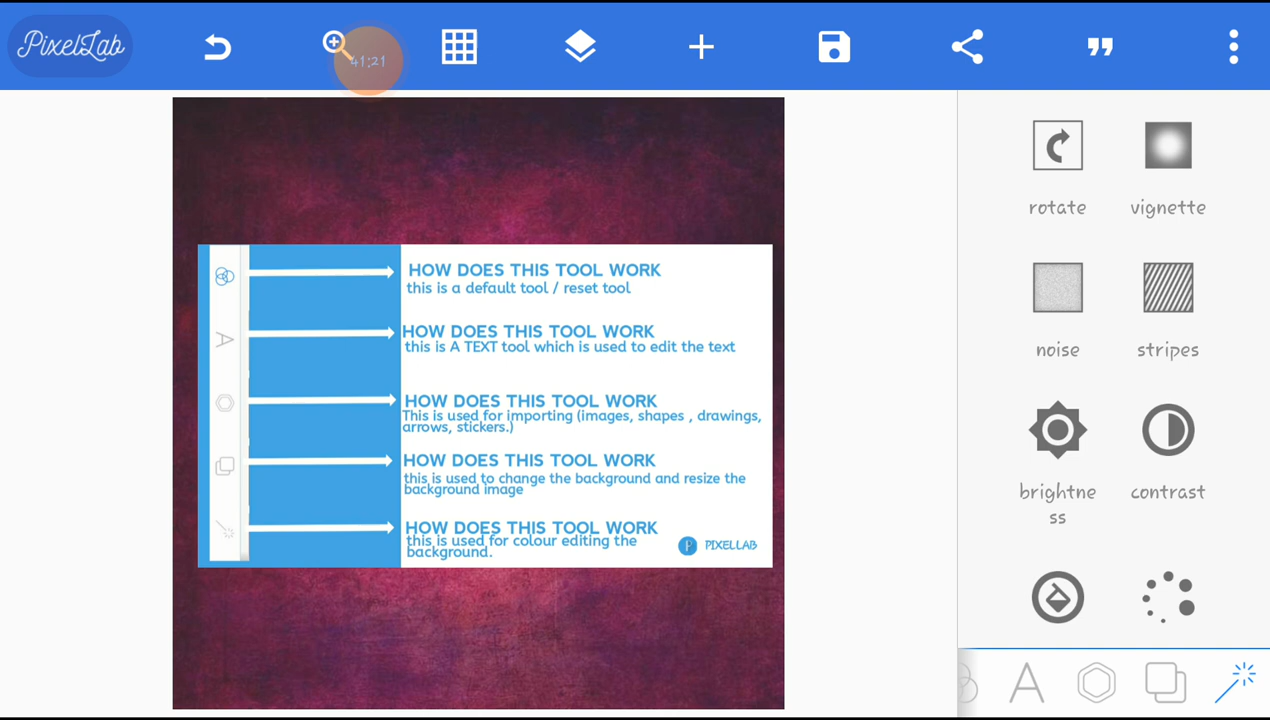 PixelLab
41:21
rotate
vignette
noise
stripes
brightne
ss
contrast
HOW DOES THIS TOOL WORK
this is a default tool / reset tool
HOW DOES THIS TOOL WORK
this is A TEXT tool which is used to edit the text
HOW DOES THIS TOOL WORK
This is used for importing (images, shapes , drawings,
arrows, stickers.)
HOW DOES THIS TOOL WORK
this is used to change the background and resize the
background image
HOW DOES THIS TOOL WORK
this is used for colour editing the
background.
P PIXELLAB